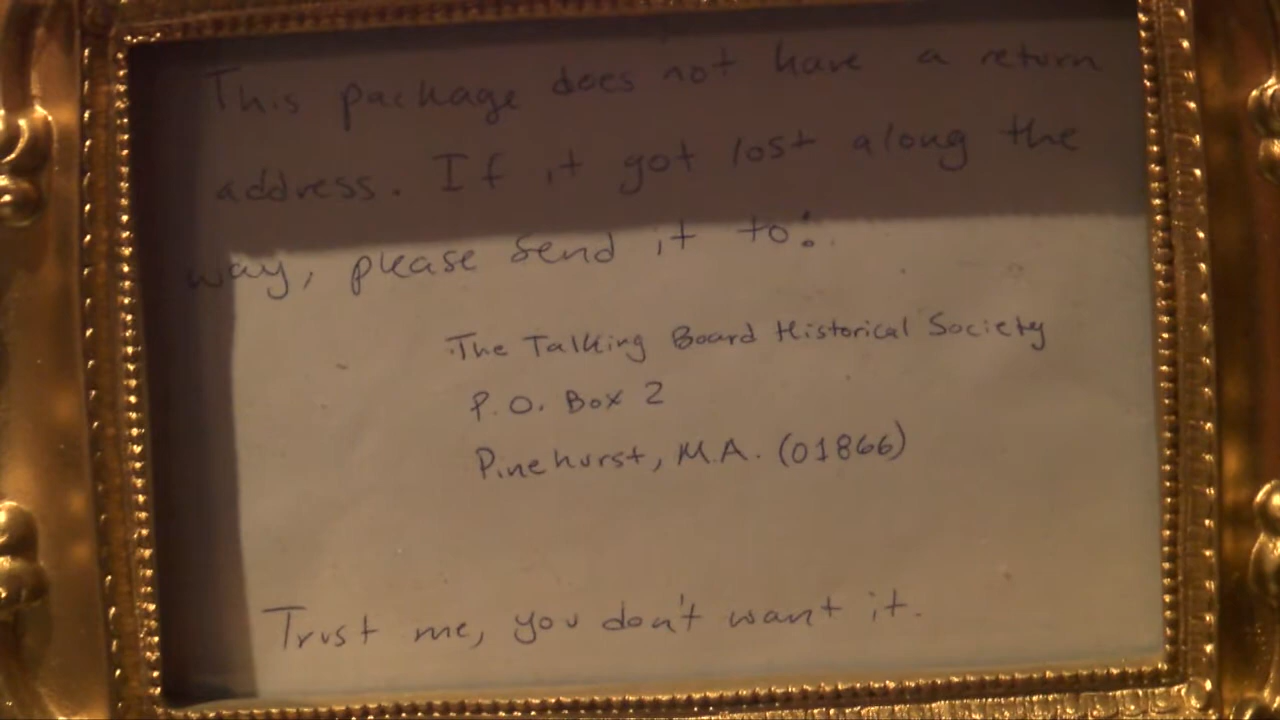 This package does not have a return
address. If it got lost along the
way, please send it to:
The Talking Board Historical Society
P.O. Box 2
Pinehurst, M.A. (01866)
Trust me, you don't want it.